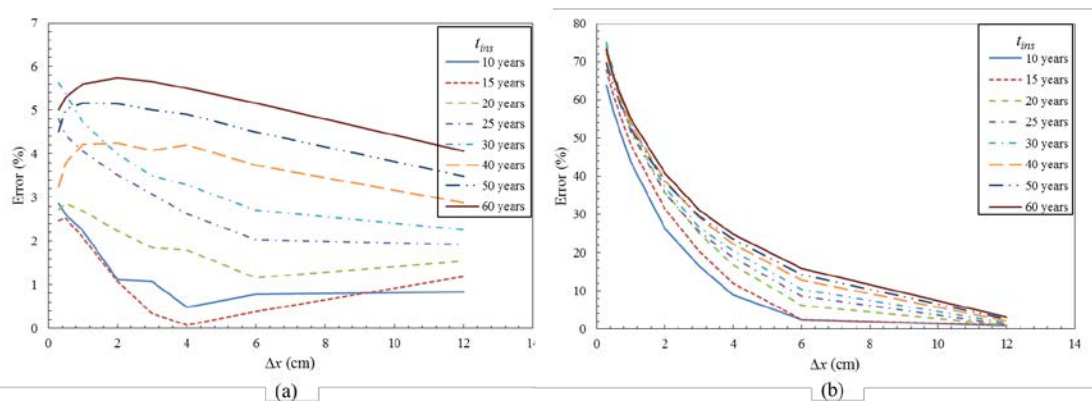 7
6
5
4
3
2
1
0
Error (%)
0 2 4 6 8 10 12 14
Δx (cm)
t_ins
10 years
15 years
20 years
25 years
30 years
40 years
50 years
60 years
(a)
80
70
60
50
40
30
20
10
0
Error (%)
0 2 4 6 8 10 12 14
Δx (cm)
t_ins
10 years
15 years
20 years
25 years
30 years
40 years
50 years
60 years
(b)